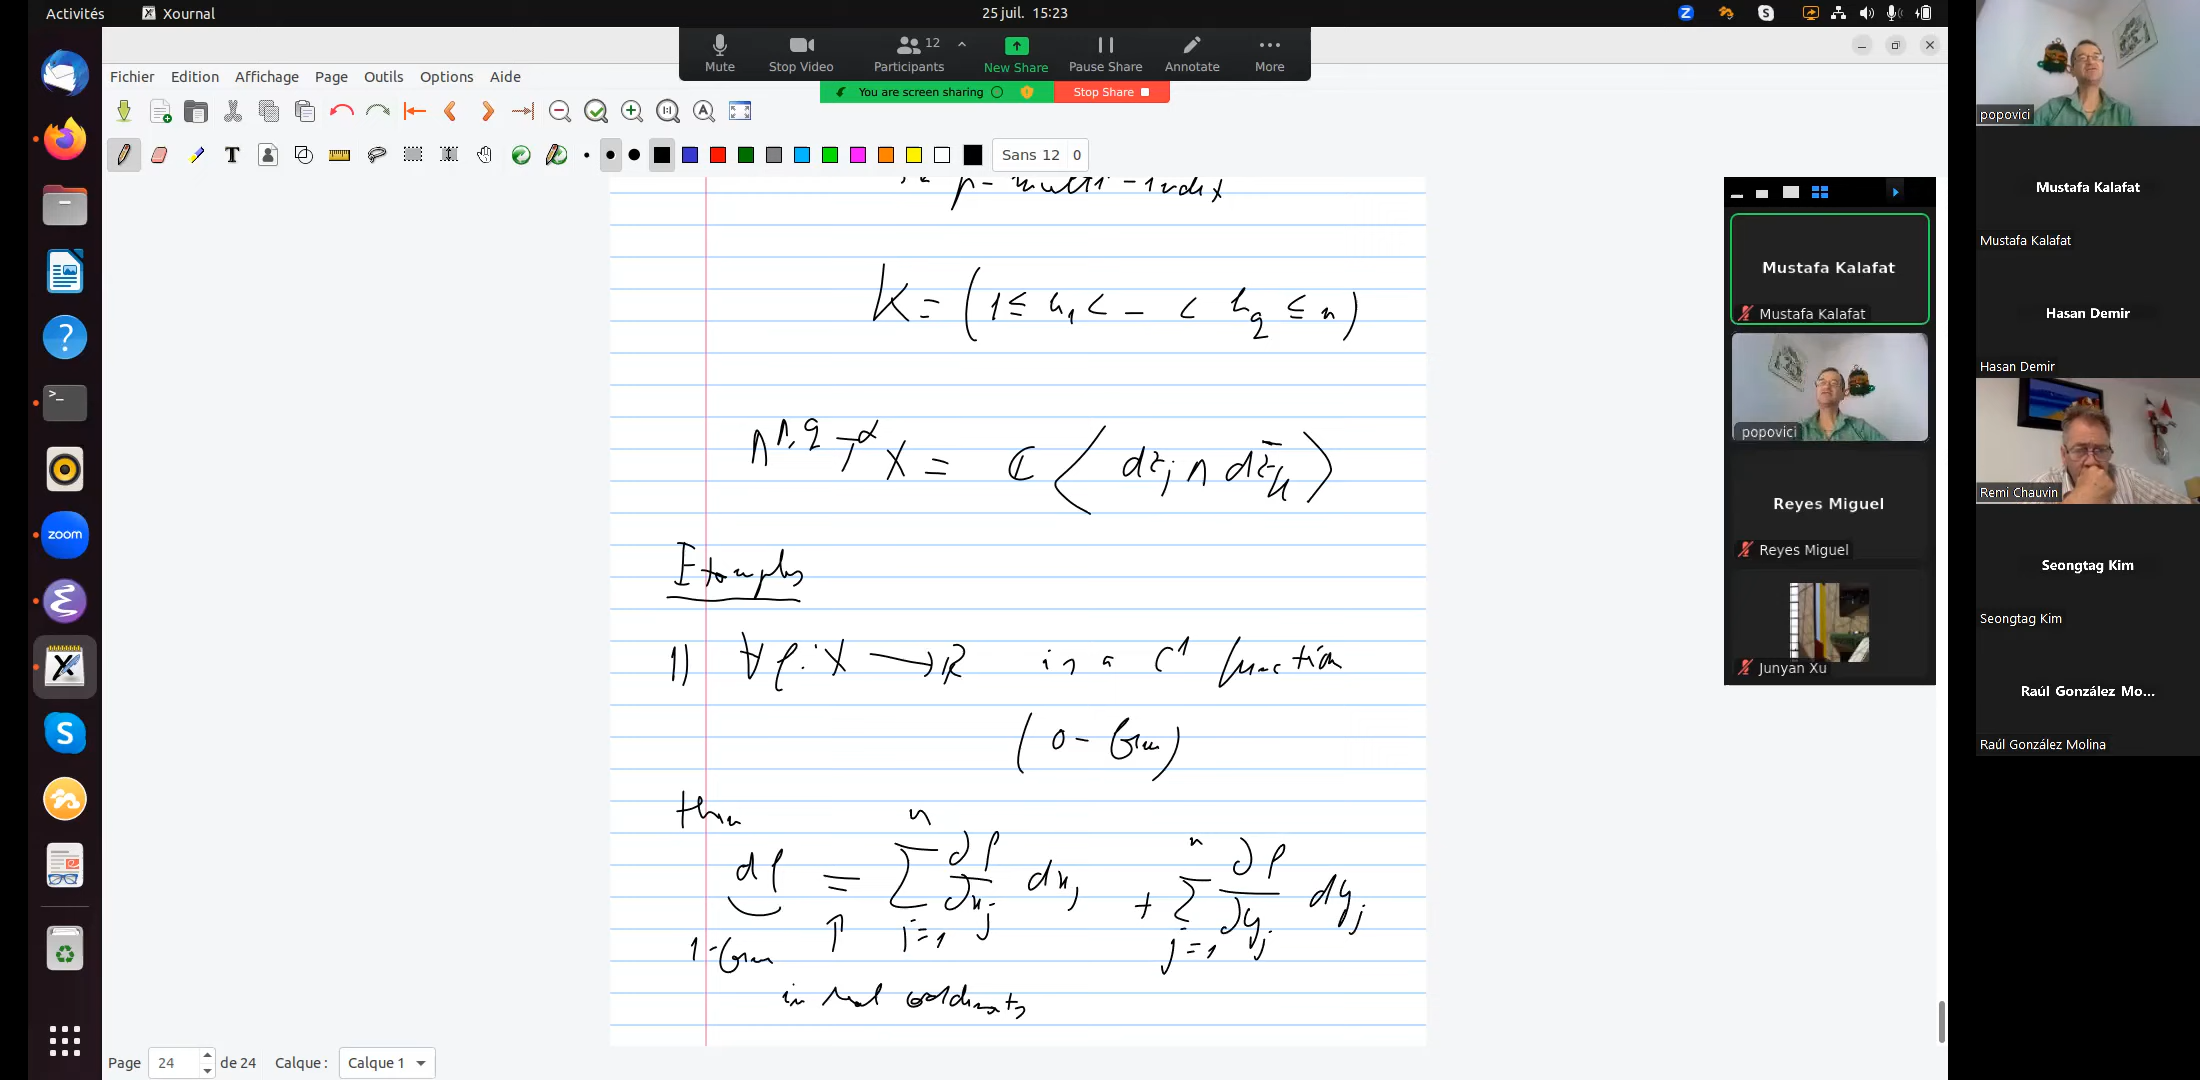 Activités
Xournal
25 juil. 15:23
Mute
Stop Video
Participants
12
New Share
Pause Share
Annotate
More
You are screen sharing
Stop Share
Fichier Edition Affichage Page Outils Options Aide
Sans 12 0
p-multi-index
K = (1 ≤ k₁ < – < k_q ≤ n)
Λ^{p,q} T* X = ℂ ⟨ dz_J ∧ dz̄_K ⟩
Examples
1) ∀ f : X ⟶ ℝ is a C¹ function
(0-form)
then
df = ∑_{j=1}^{n} ∂f/∂x_j dx_j + ∑_{j=1}^{n} ∂f/∂y_j dy_j
1-form ↑
in real coordinates
Page 24 de 24 Calque : Calque 1
Mustafa Kalafat
Mustafa Kalafat
popovici
Reyes Miguel
Reyes Miguel
Junyan Xu
popovici
Mustafa Kalafat
Mustafa Kalafat
Hasan Demir
Hasan Demir
Remi Chauvin
Seongtag Kim
Seongtag Kim
Raúl González Mo...
Raúl González Molina
zoom